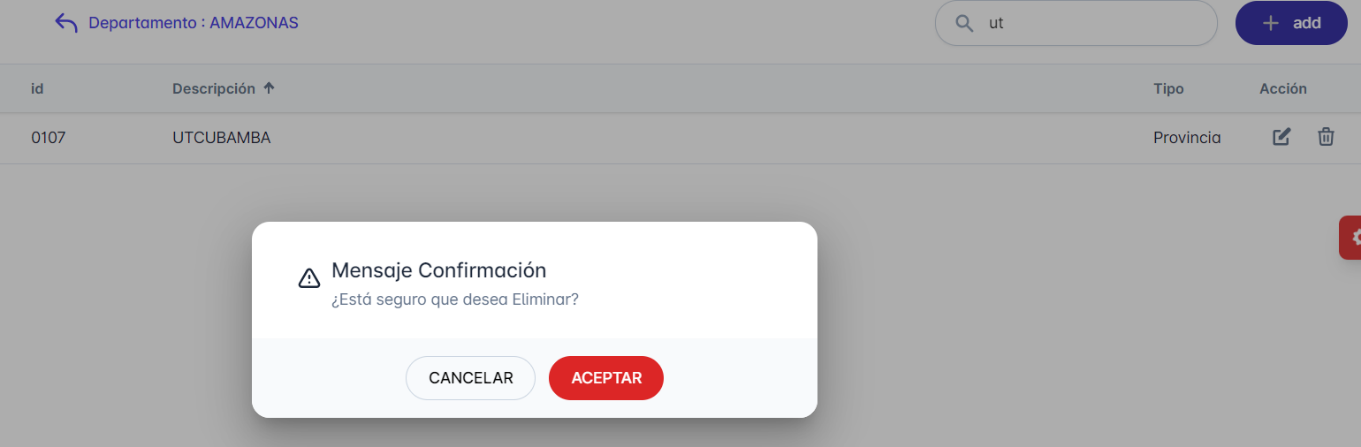 Departamento : AMAZONAS
ut
add
id Descripción Tipo Acción
0107 UTCUBAMBA Provincia
Mensaje Confirmación
¿Está seguro que desea Eliminar?
CANCELAR ACEPTAR